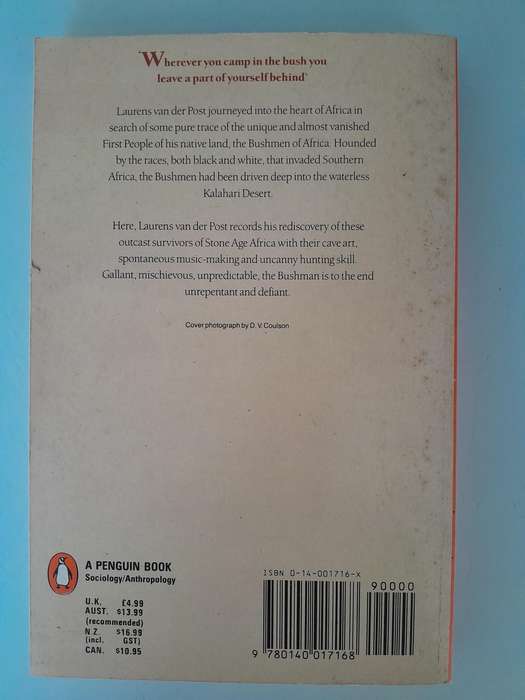 'Wherever you camp in the bush you
leave a part of yourself behind'
Laurens van der Post journeyed into the heart of Africa in
search of some pure trace of the unique and almost vanished
First People of his native land, the Bushmen of Africa. Hounded
by the races, both black and white, that invaded Southern
Africa, the Bushmen had been driven deep into the waterless
Kalahari Desert.
Here, Laurens van der Post records his rediscovery of these
outcast survivors of Stone Age Africa with their cave art,
spontaneous music-making and uncanny hunting skill.
Gallant, mischievous, unpredictable, the Bushman is to the end
unrepentant and defiant.
Cover photograph by D. V. Coulson
A PENGUIN BOOK
Sociology/Anthropology
U.K. £4.99
AUST. $13.99
(recommended)
N.Z. $16.99
(incl. GST)
CAN. $10.95
ISBN 0-14-001716-X
90000
9 780140 017168